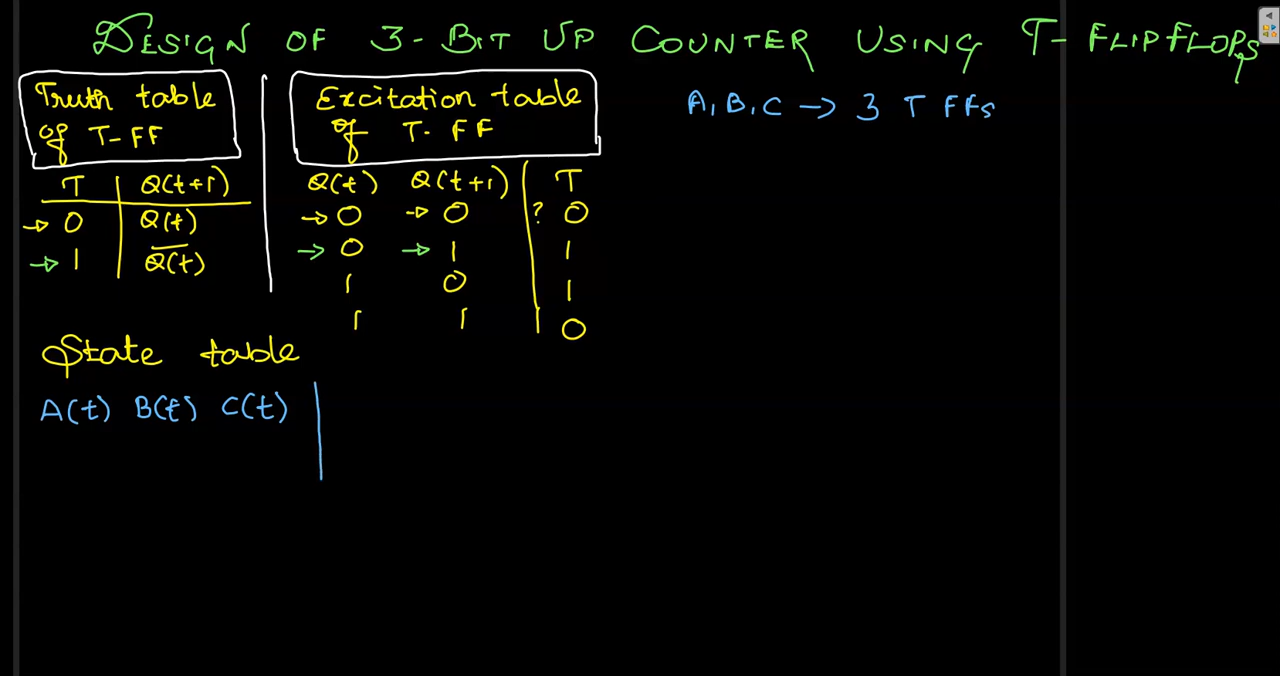 DESIGN OF 3-BIT UP COUNTER USING T-FLIPFLOPS
Truth table
of T-FF
T | Q(t+1)
→ 0 | Q(t)
→ 1 | Q̅(t)
Excitation table
of T-FF
Q(t) Q(t+1) | T
→ 0 → 0 | ? 0
→ 0 → 1 | 1
1 0 | 1
1 1 | 0
A, B, C → 3 T FFs
State table
A(t) B(t) C(t) |